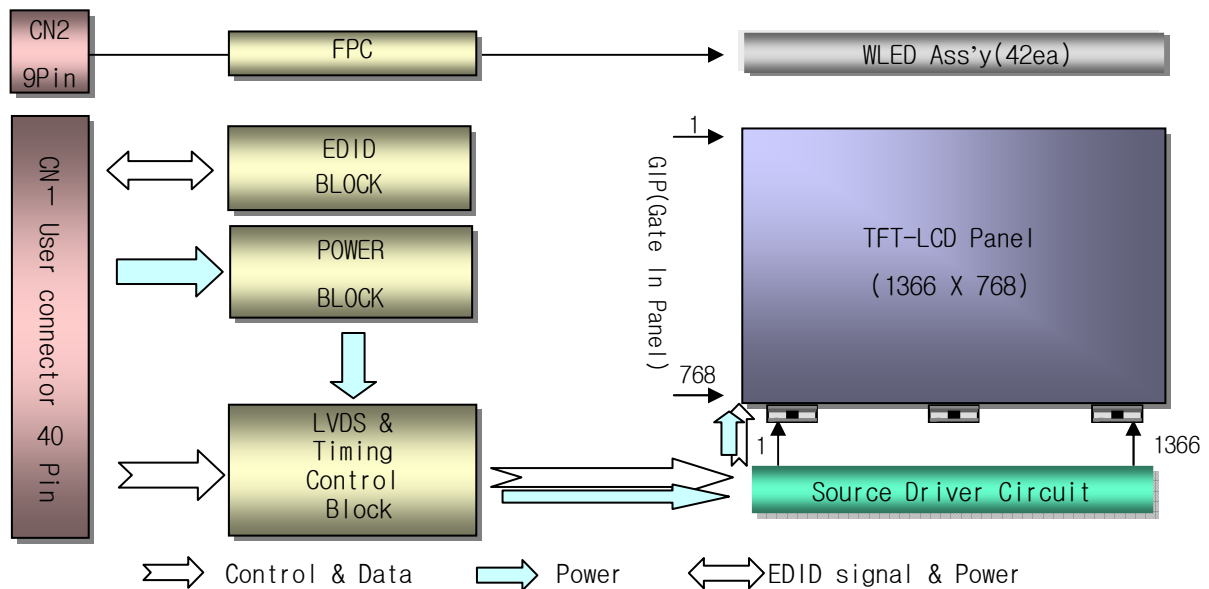 CN2
9Pin
FPC
WLED Ass'y(42ea)
CN-1 User connector 40 Pin
EDID
BLOCK
POWER
BLOCK
LVDS &
Timing
Control
Block
GIP(Gate In Panel)
1
768
TFT-LCD Panel
(1366 X 768)
1
1366
Source Driver Circuit
Control & Data
Power
EDID signal & Power